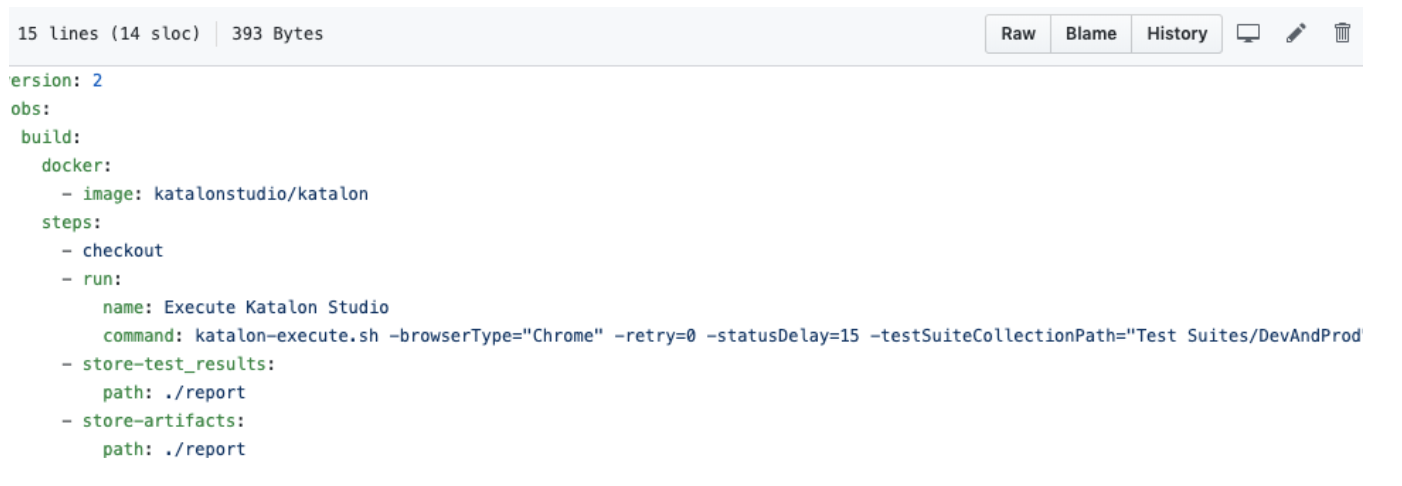 15 lines (14 sloc) 393 Bytes Raw Blame History
ersion: 2
obs:
build:
docker:
- image: katalonstudio/katalon
steps:
- checkout
- run:
name: Execute Katalon Studio
command: katalon-execute.sh -browserType="Chrome" -retry=0 -statusDelay=15 -testSuiteCollectionPath="Test Suites/DevAndProd"
- store-test_results:
path: ./report
- store-artifacts:
path: ./report